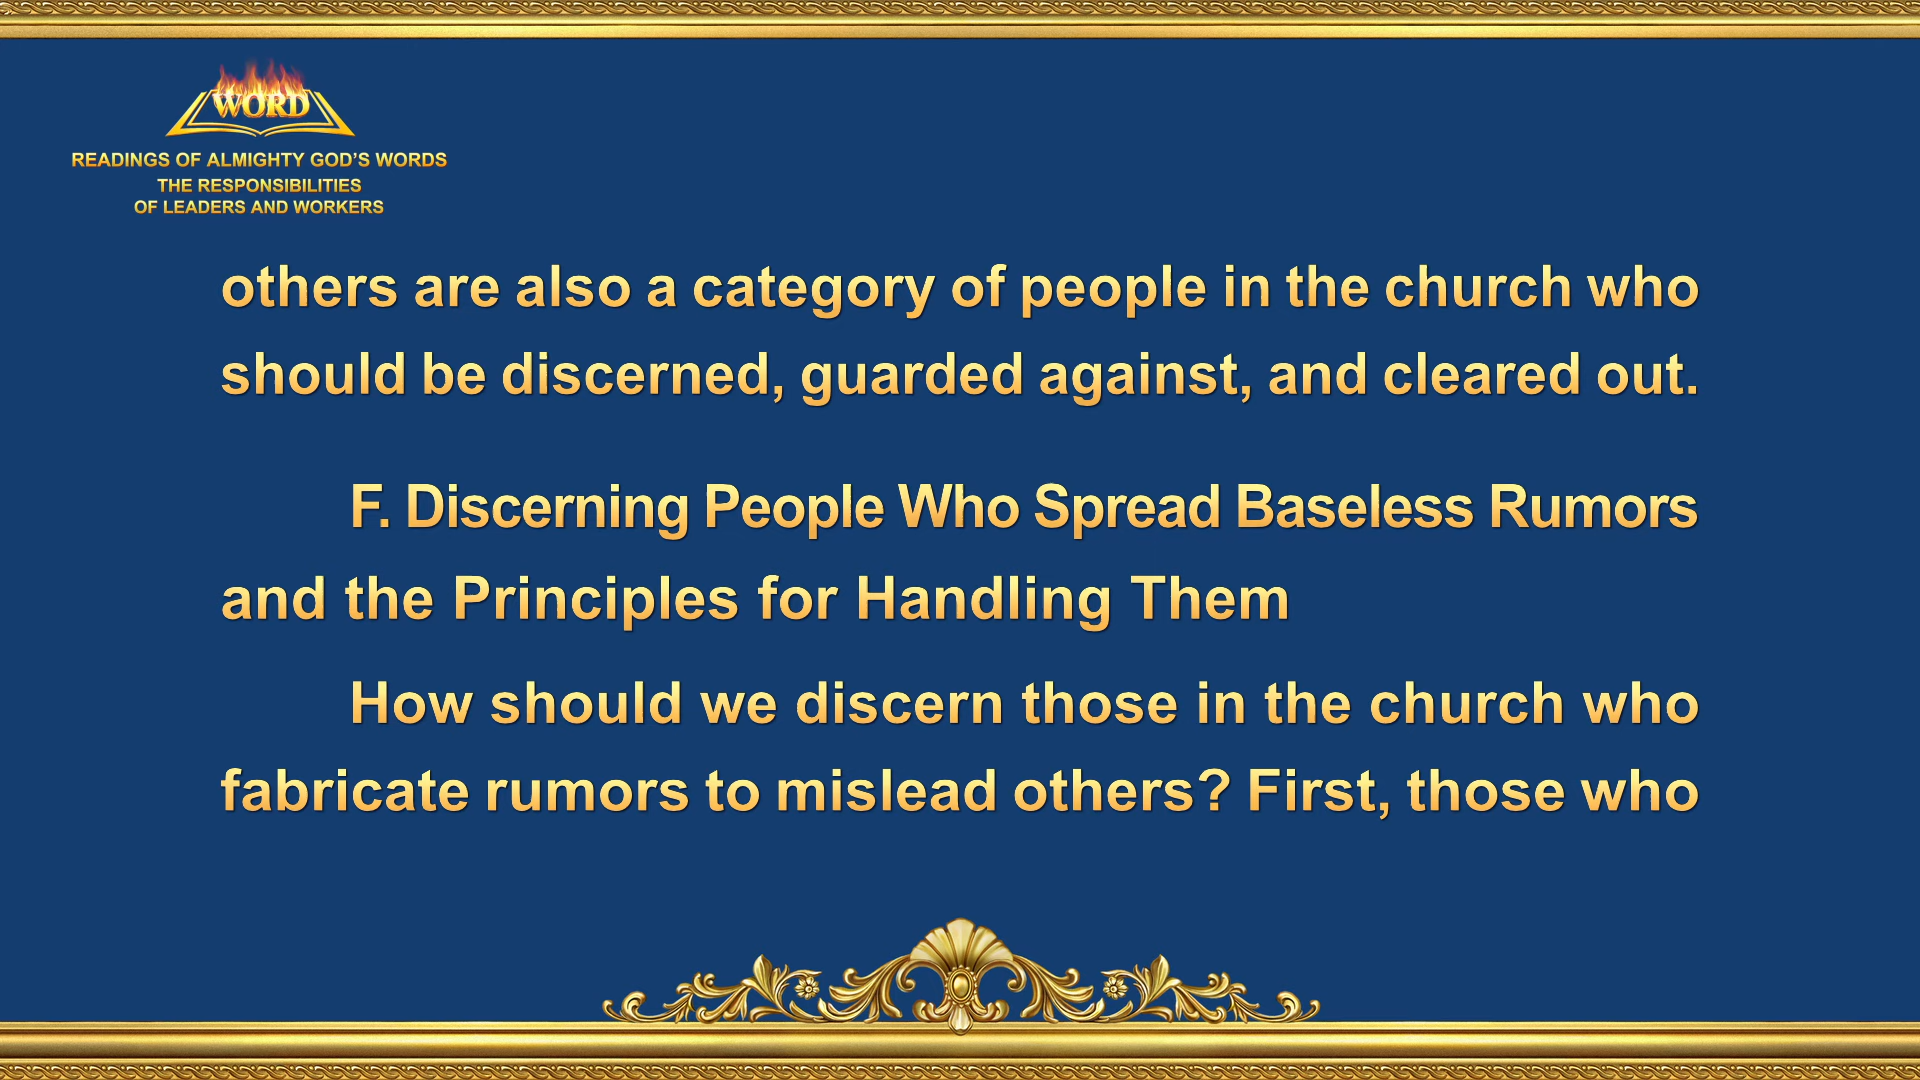 WORD
READINGS OF ALMIGHTY GOD'S WORDS
THE RESPONSIBILITIES
OF LEADERS AND WORKERS
others are also a category of people in the church who
should be discerned, guarded against, and cleared out.
F. Discerning People Who Spread Baseless Rumors
and the Principles for Handling Them
How should we discern those in the church who
fabricate rumors to mislead others? First, those who